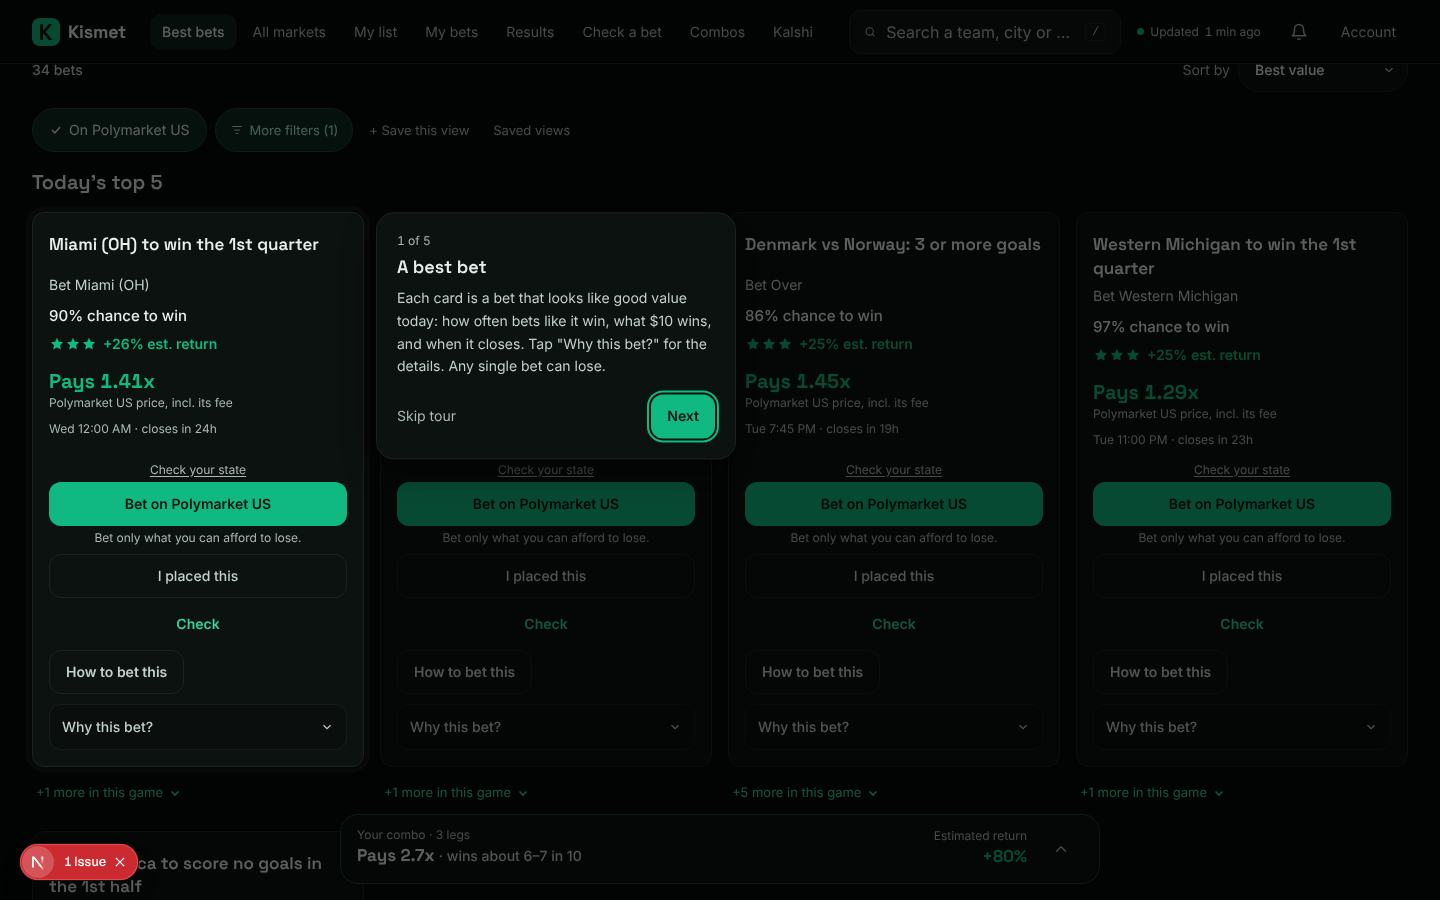 Kismet
Best bets
All markets
My list
My bets
Results
Check a bet
Combos
Kalshi
Search a team, city or ...
/
Updated 1 min ago
Account
34 bets
Sort by
Best value
On Polymarket US
More filters (1)
+ Save this view
Saved views
Today's top 5
Miami (OH) to win the 1st quarter
Bet Miami (OH)
90% chance to win
+26% est. return
Pays 1.41x
Polymarket US price, incl. its fee
Wed 12:00 AM · closes in 24h
Check your state
Bet on Polymarket US
Bet only what you can afford to lose.
I placed this
Check
How to bet this
Why this bet?
+1 more in this game
1 of 5
A best bet
Each card is a bet that looks like good value
today: how often bets like it win, what $10 wins,
and when it closes. Tap "Why this bet?" for the
details. Any single bet can lose.
Skip tour
Next
Check your state
Bet on Polymarket US
Bet only what you can afford to lose.
I placed this
Check
How to bet this
Why this bet?
+1 more in this game
Denmark vs Norway: 3 or more goals
Bet Over
86% chance to win
+25% est. return
Pays 1.45x
Polymarket US price, incl. its fee
Tue 7:45 PM · closes in 19h
Check your state
Bet on Polymarket US
Bet only what you can afford to lose.
I placed this
Check
How to bet this
Why this bet?
+5 more in this game
Western Michigan to win the 1st
quarter
Bet Western Michigan
97% chance to win
+25% est. return
Pays 1.29x
Polymarket US price, incl. its fee
Tue 11:00 PM · closes in 23h
Check your state
Bet on Polymarket US
Bet only what you can afford to lose.
I placed this
Check
How to bet this
Why this bet?
+1 more in this game
ca to score no goals in
the 1st half
N
1 Issue
Your combo · 3 legs
Pays 2.7x · wins about 6–7 in 10
Estimated return
+80%